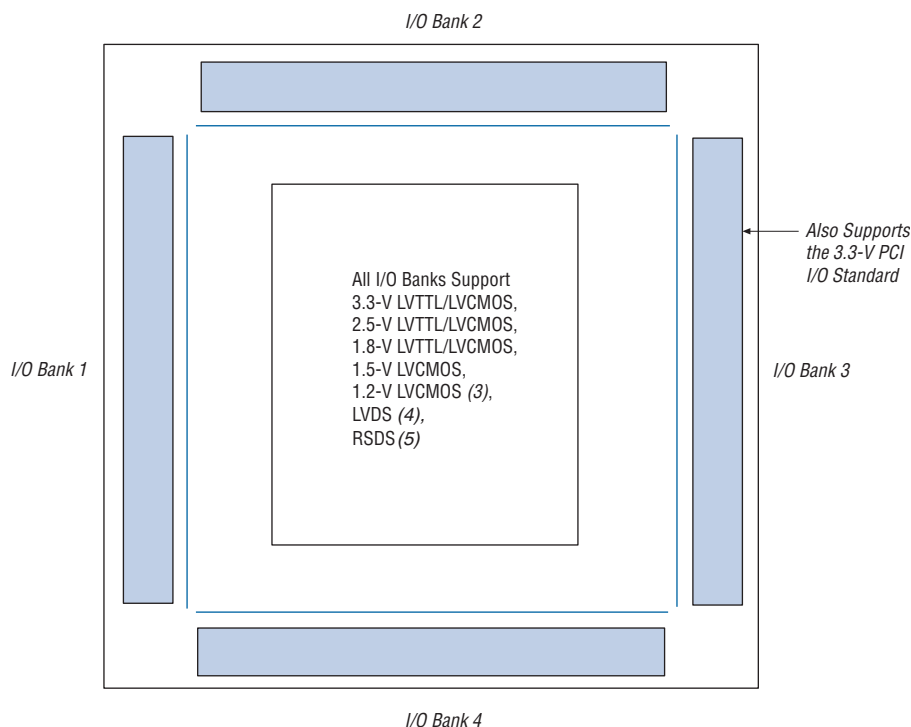 I/O Bank 2
Also Supports
the 3.3-V PCI
I/O Standard
All I/O Banks Support
3.3-V LVTTL/LVCMOS,
2.5-V LVTTL/LVCMOS,
1.8-V LVTTL/LVCMOS,
1.5-V LVCMOS,
1.2-V LVCMOS (3),
LVDS (4),
RSDS (5)
I/O Bank 1
I/O Bank 3
I/O Bank 4